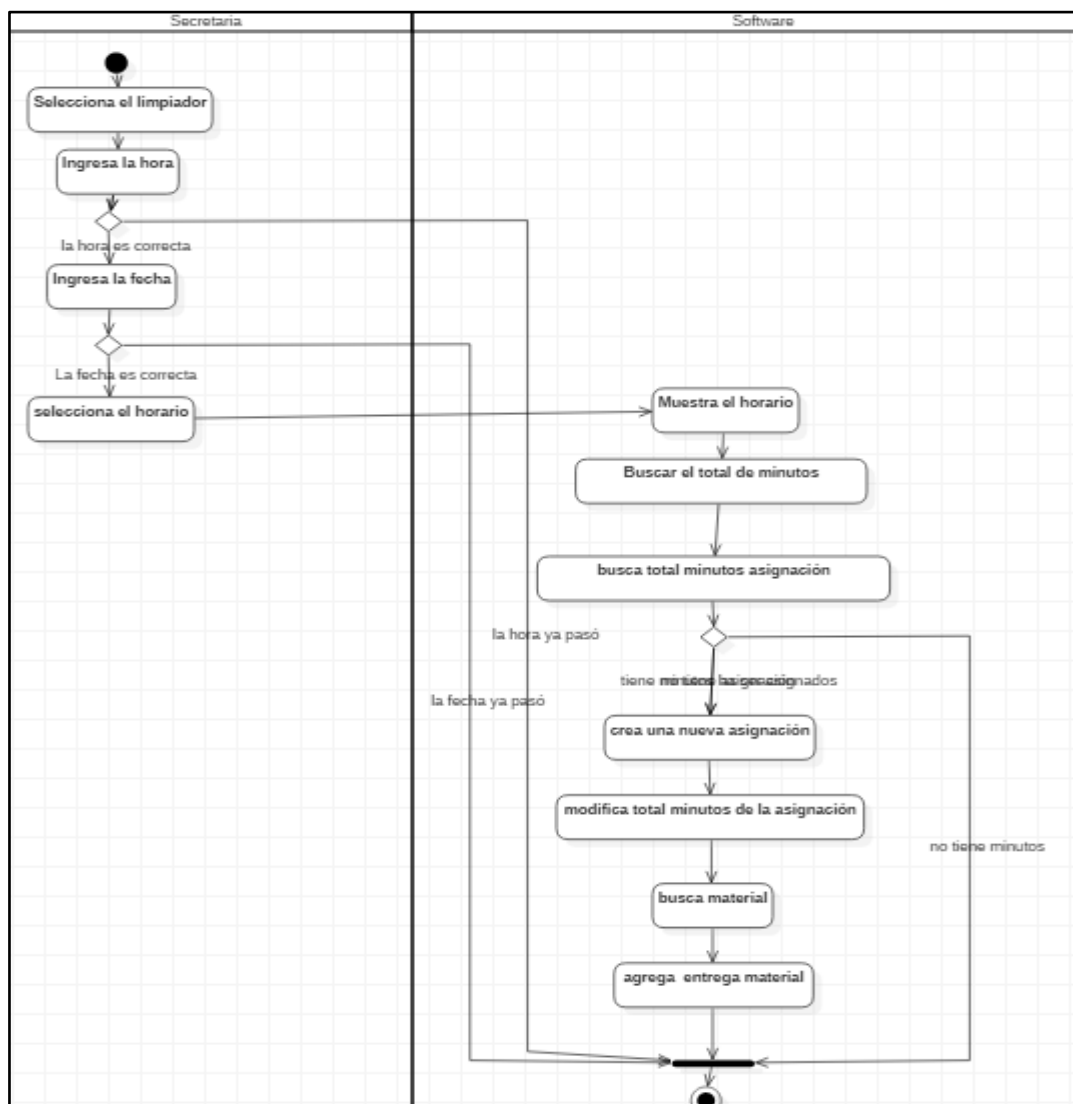 Secretaria
Software
Selecciona el limpiador
Ingresa la hora
la hora es correcta
Ingresa la fecha
La fecha es correcta
selecciona el horario
Muestra el horario
Buscar el total de minutos
busca total minutos asignación
la hora ya pasó
tiene
la fecha ya pasó
crea una nueva asignación
modifica total minutos de la asignación
no tiene minutos
busca material
agrega entrega material